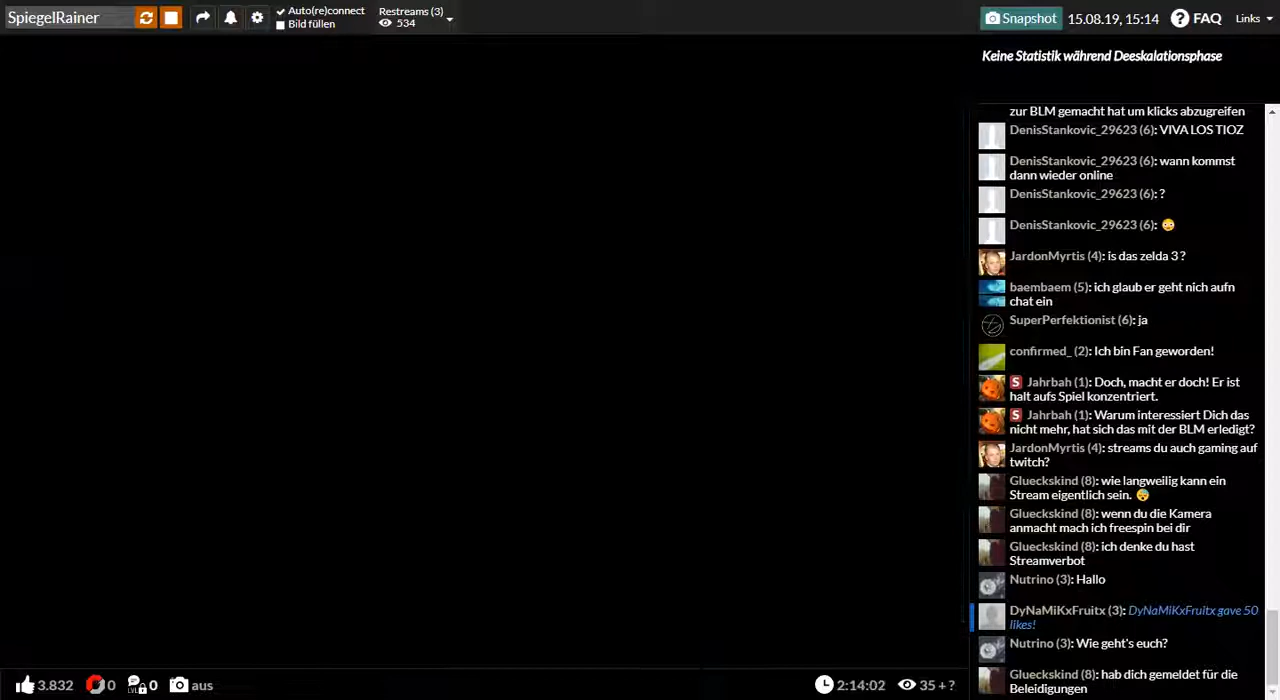 SpiegelRainer
Auto(re)connect
Bild füllen
Restreams (3)
534
Snapshot
15.08.19, 15:14
? FAQ
Links
Keine Statistik während Deeskalationsphase
zur BLM gemacht hat um klicks abzugreifen
DenisStankovic_29623 (6): VIVA LOS TIOZ
DenisStankovic_29623 (6): wann kommst
dann wieder online
DenisStankovic_29623 (6): ?
DenisStankovic_29623 (6): 😳
JardonMyrtis (4): is das zelda 3 ?
baembaem (5): ich glaub er geht nich aufn
chat ein
SuperPerfektionist (6): ja
confirmed_ (2): Ich bin Fan geworden!
S Jahrbah (1): Doch, macht er doch! Er ist
halt aufs Spiel konzentriert.
S Jahrbah (1): Warum interessiert Dich das
nicht mehr, hat sich das mit der BLM erledigt?
JardonMyrtis (4): streams du auch gaming auf
twitch?
Glueckskind (8): wie langweilig kann ein
Stream eigentlich sein. 😴
Glueckskind (8): wenn du die Kamera
anmacht mach ich freespin bei dir
Glueckskind (8): ich denke du hast
Streamverbot
Nutrino (3): Hallo
DyNaMiKxFruitx (3): DyNaMiKxFruitx gave 50
likes!
Nutrino (3): Wie geht's euch?
Glueckskind (8): hab dich gemeldet für die
Beleidigungen
3.832
0
LVL 0
aus
2:14:02
35 + ?